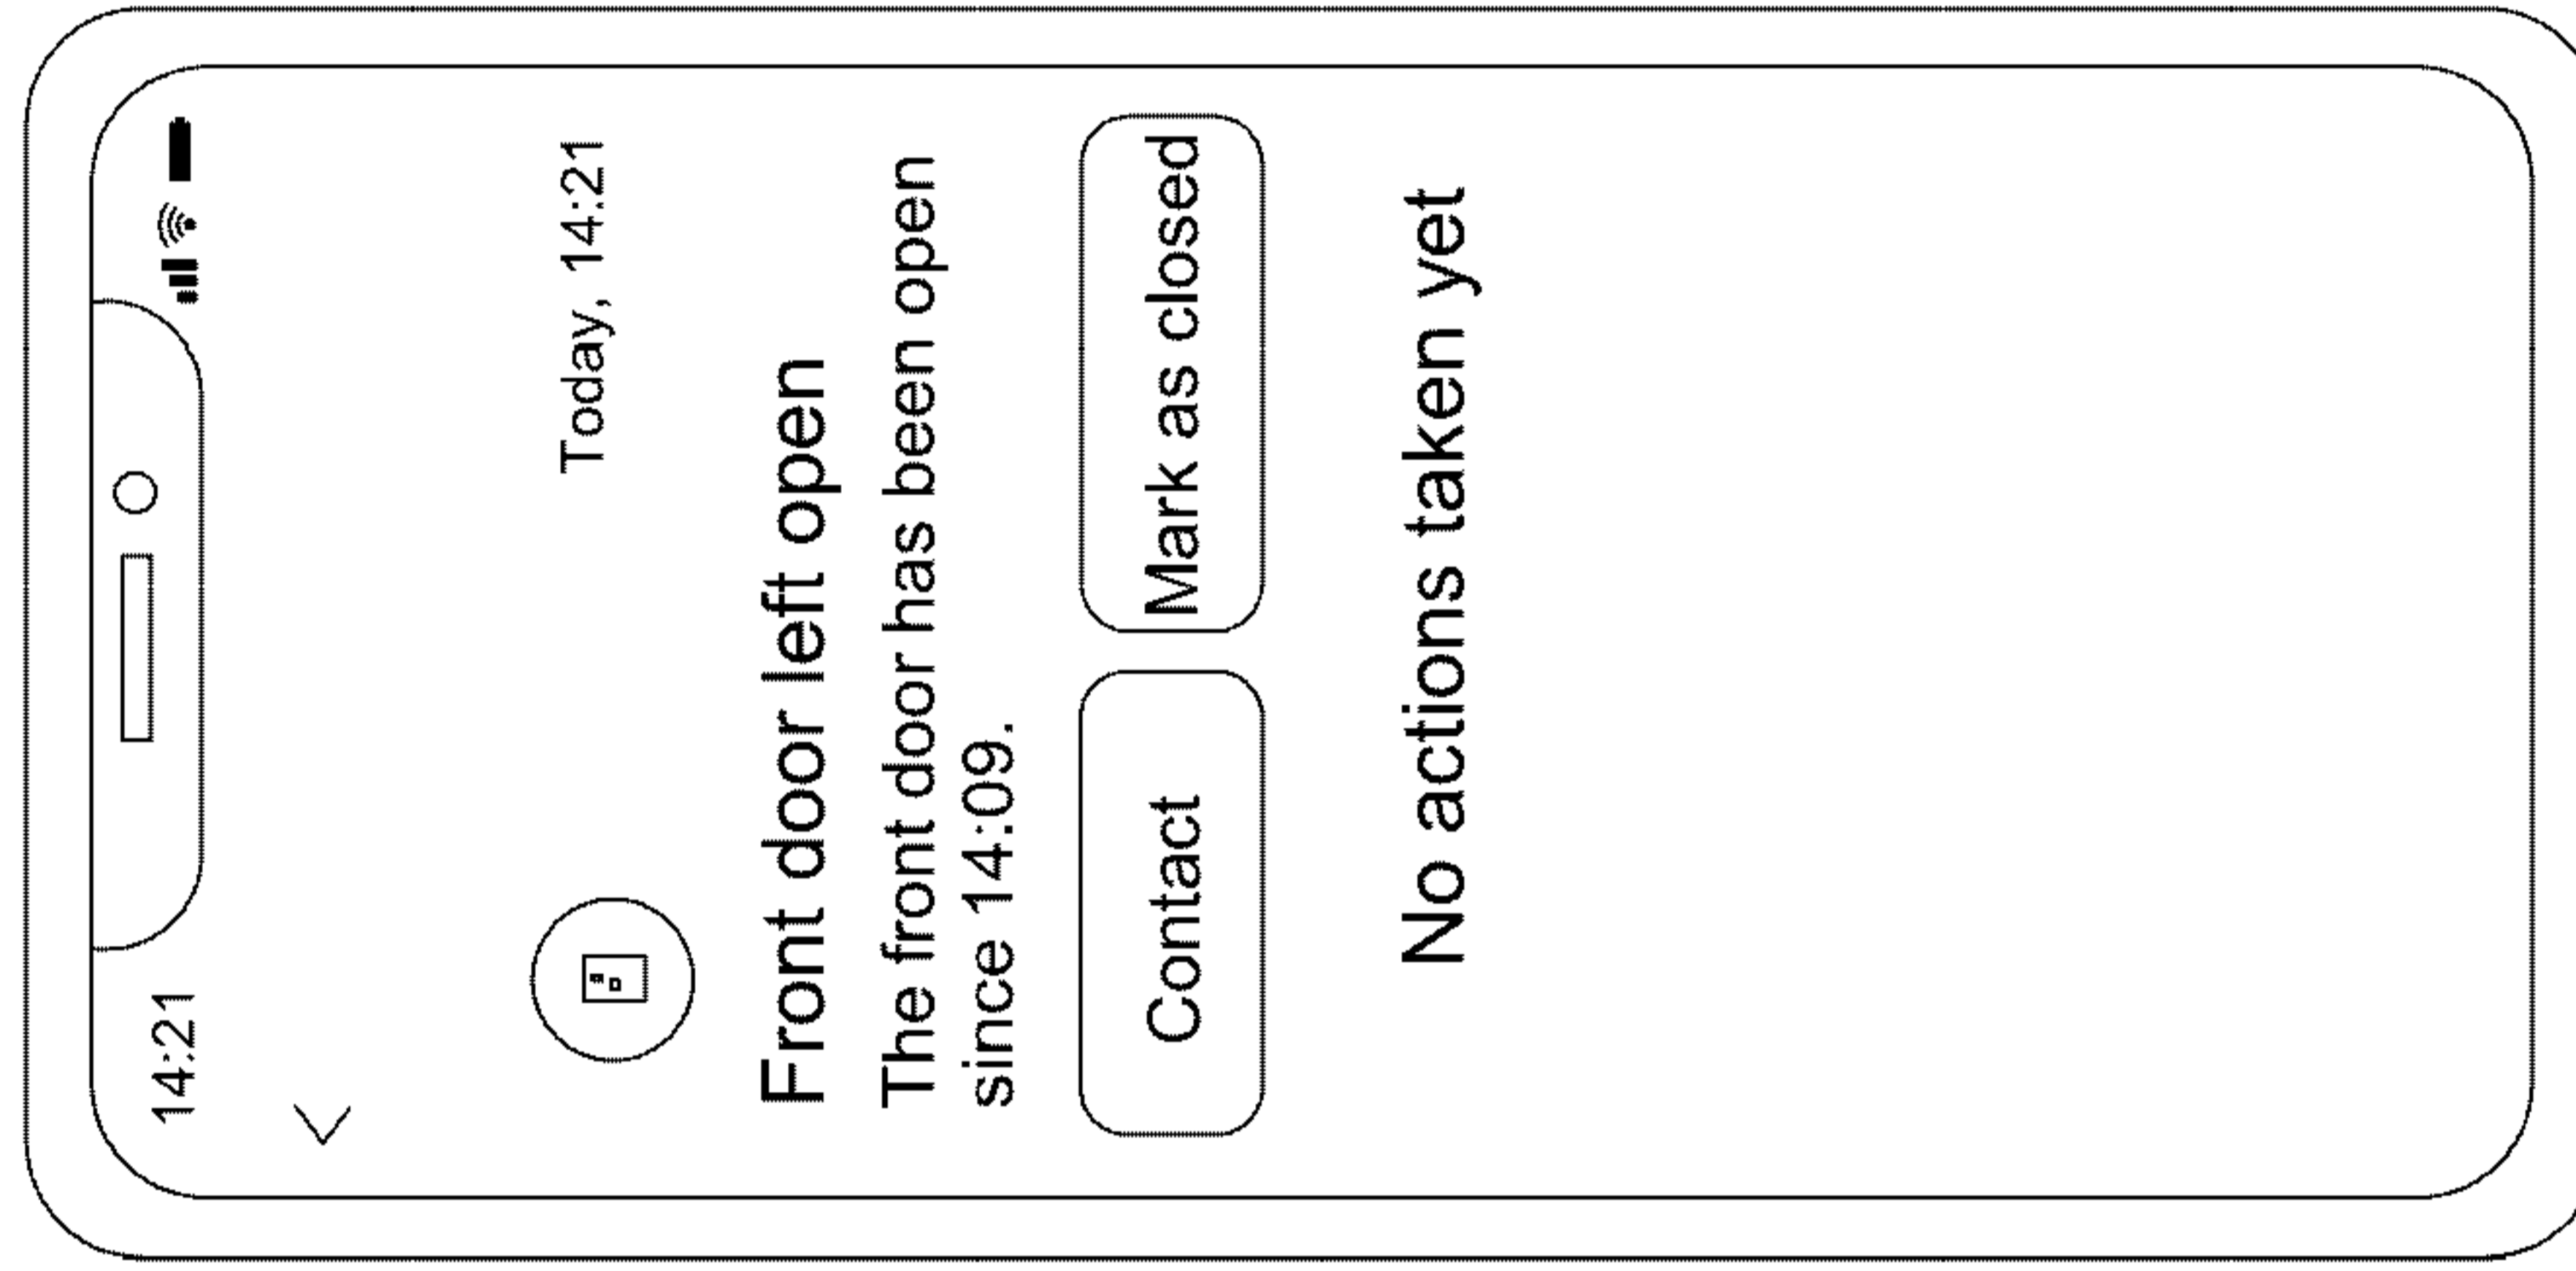 14:21
Today, 14:21
Front door left open
The front door has been open
since 14:09.
Contact
Mark as closed
No actions taken yet